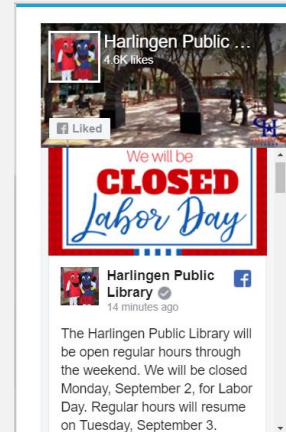 Harlingen Public ...
4.6K likes
Liked
We will be
CLOSED
Labor Day
Harlingen Public
Library
14 minutes ago
The Harlingen Public Library will
be open regular hours through
the weekend. We will be closed
Monday, September 2, for Labor
Day. Regular hours will resume
on Tuesday, September 3.